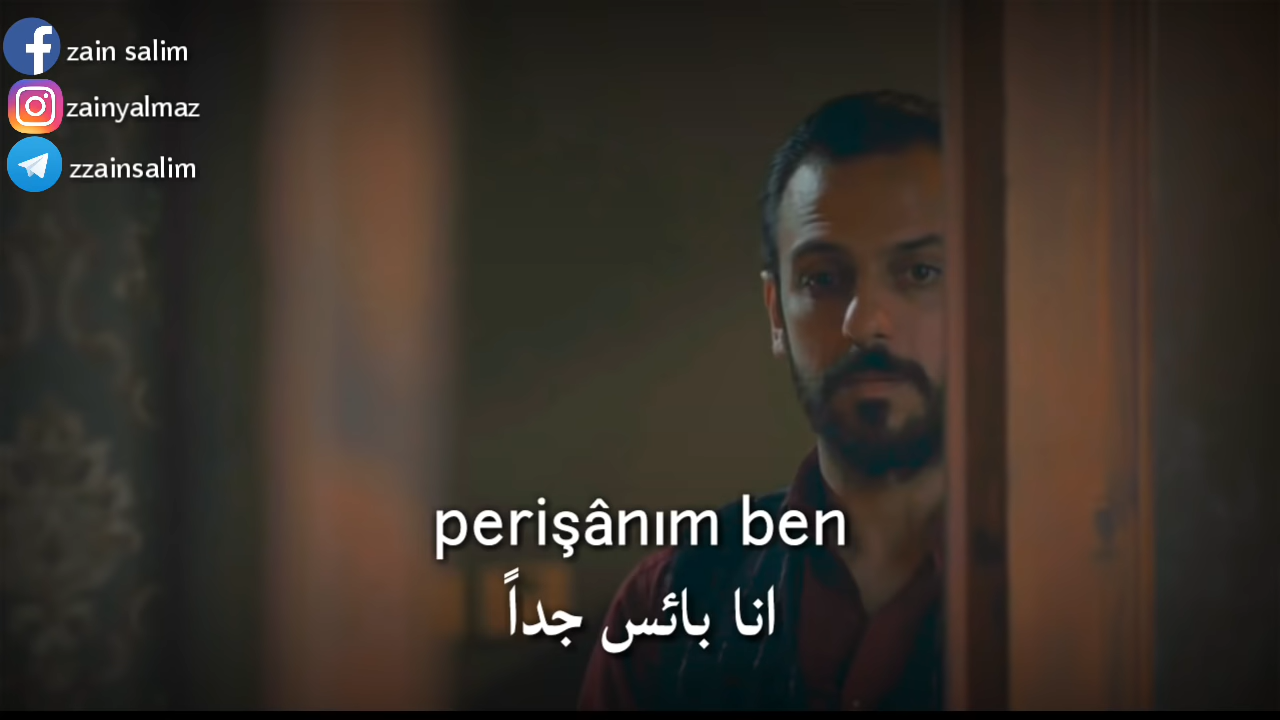 zain salim
zainyalmaz
zzainsalim
perişânım ben
انا بائس جداً